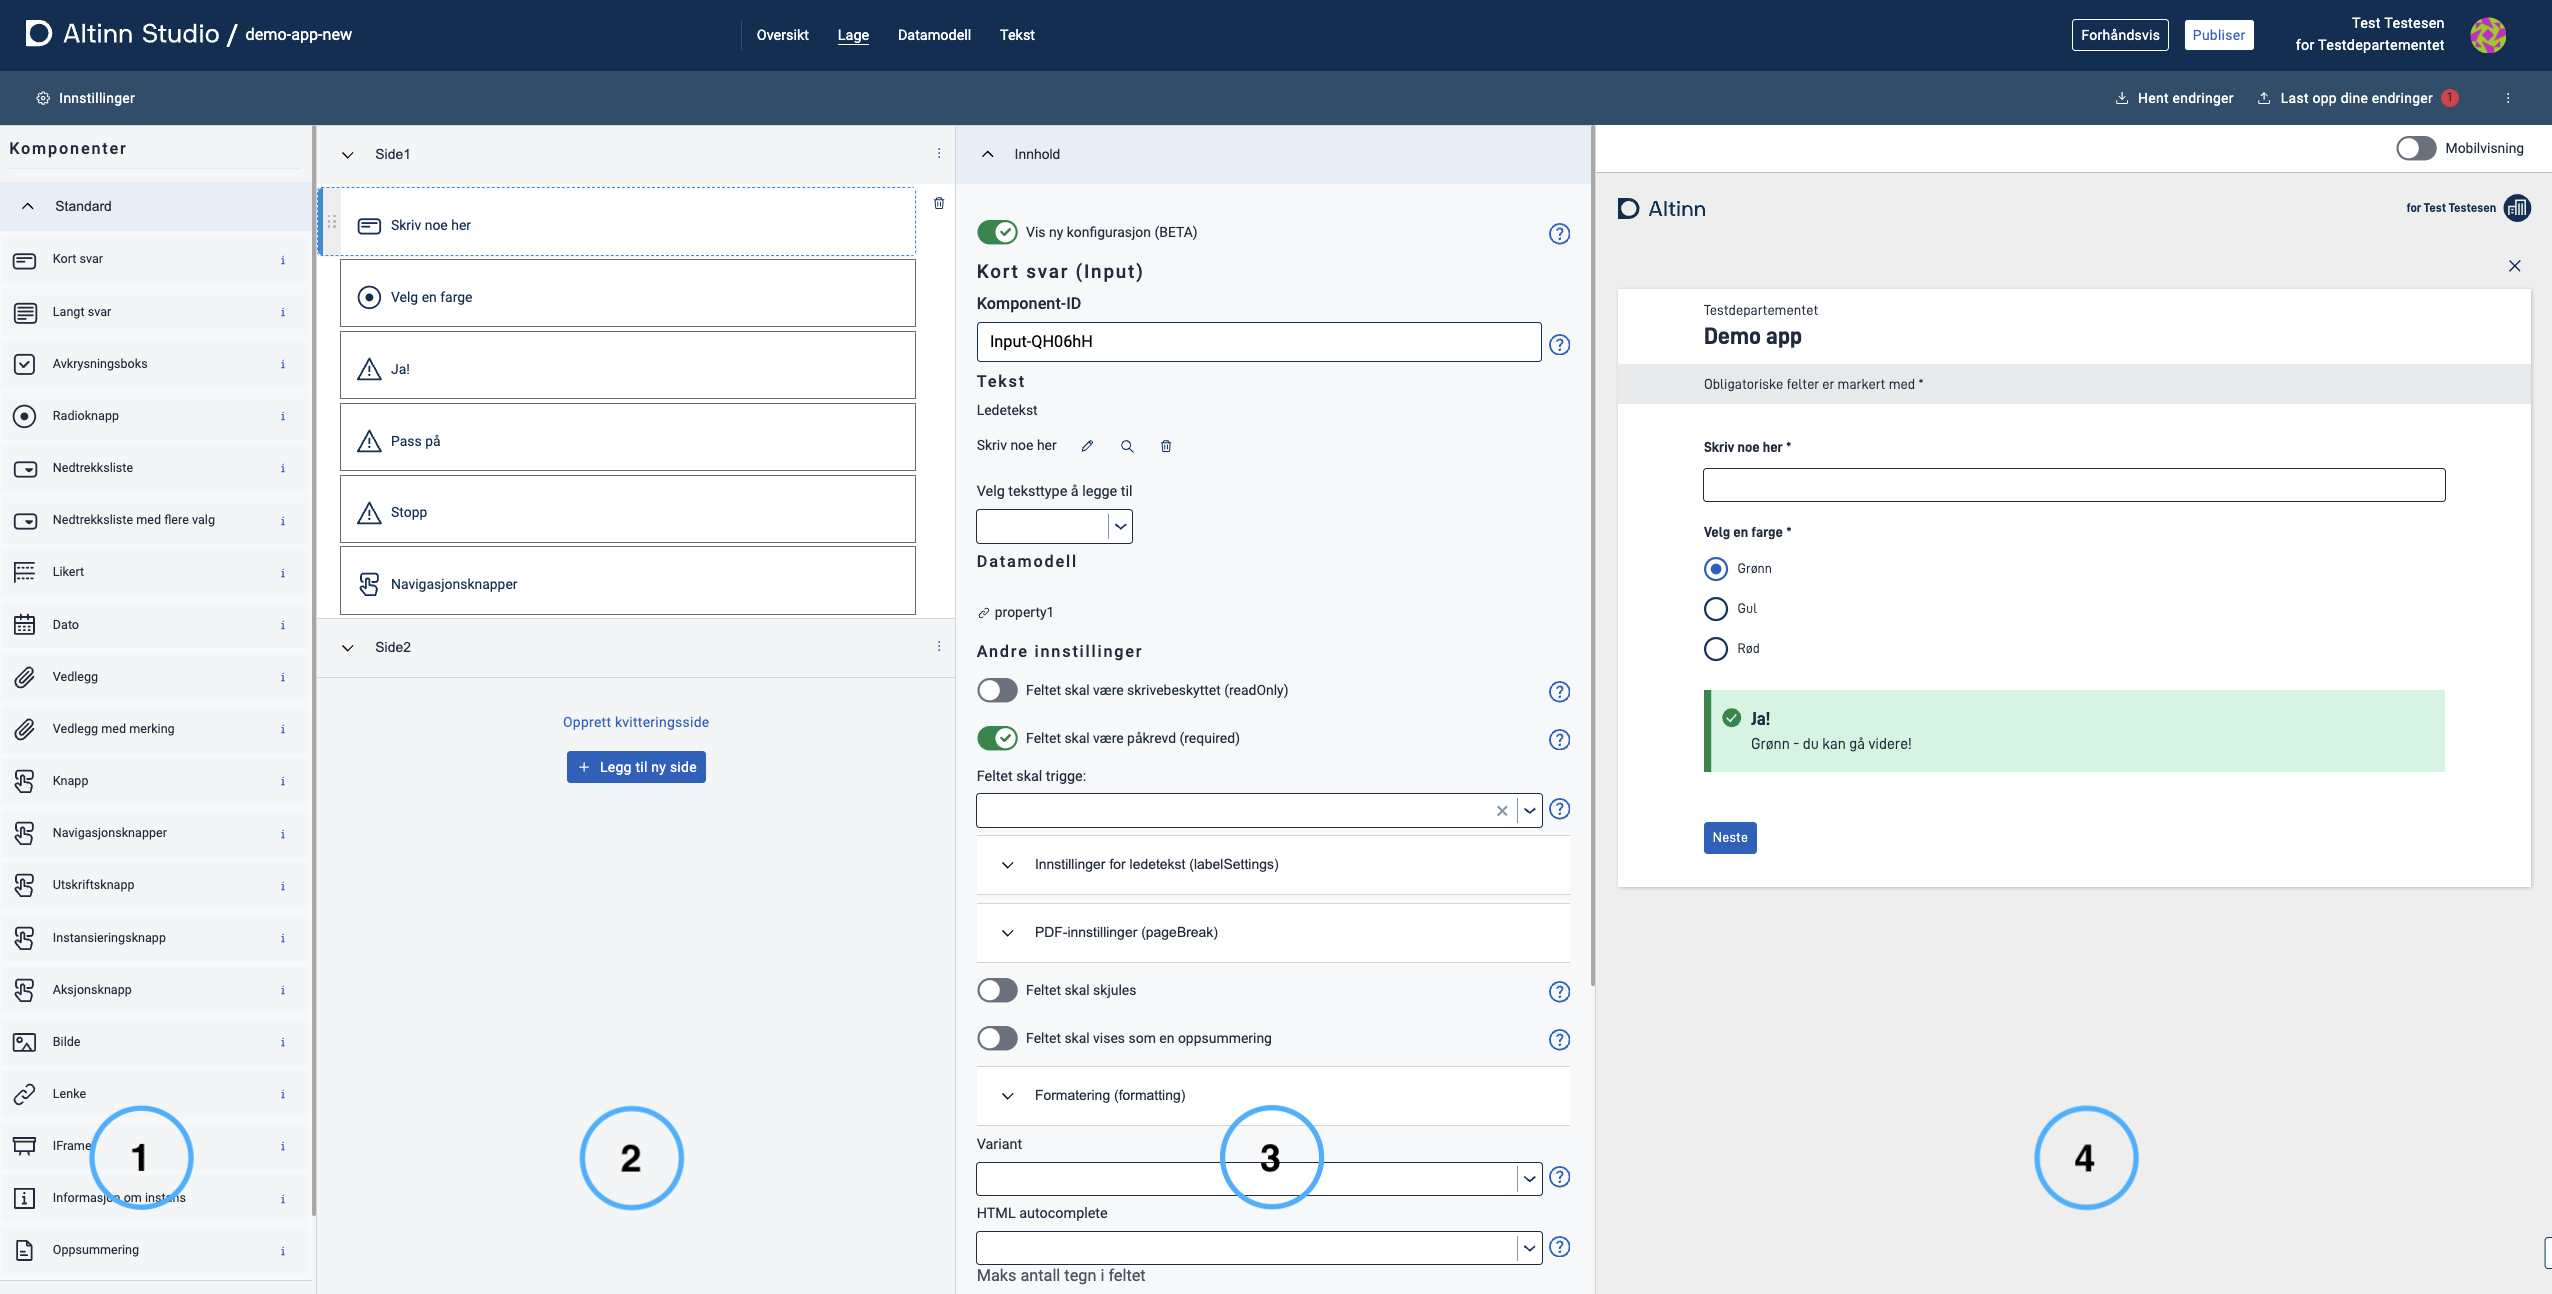 Altinn Studio / demo-app-new
Oversikt
Lage
Datamodell
Tekst
Forhåndsvis
Publiser
Test Testesen
for Testdepartementet
Innstillinger
Hent endringer
Last opp dine endringer
1
Komponenter
Standard
Kort svar
Langt svar
Avkrysningsboks
Radioknapp
Nedtrekksliste
Nedtrekksliste med flere valg
Likert
Dato
Vedlegg
Vedlegg med merking
Knapp
Navigasjonsknapper
Utskriftsknapp
Instansieringsknapp
Aksjonsknapp
Bilde
Lenke
IFrame
Informasjon om instans
Oppsummering
1
Side1
Skriv noe her
Velg en farge
Ja!
Pass på
Stopp
Navigasjonsknapper
Side2
Opprett kvitteringsside
+ Legg til ny side
2
Innhold
Vis ny konfigurasjon (BETA)
Kort svar (Input)
Komponent-ID
Input-QH06hH
Tekst
Ledetekst
Skriv noe her
Velg teksttype å legge til
Datamodell
property1
Andre innstillinger
Feltet skal være skrivebeskyttet (readOnly)
Feltet skal være påkrevd (required)
Feltet skal trigge:
Innstillinger for ledetekst (labelSettings)
PDF-innstillinger (pageBreak)
Feltet skal skjules
Feltet skal vises som en oppsummering
Formatering (formatting)
Variant
HTML autocomplete
Maks antall tegn i feltet
3
Mobilvisning
Altinn
for Test Testesen
Testdepartementet
Demo app
Obligatoriske felter er markert med *
Skriv noe her *
Velg en farge *
Grønn
Gul
Rød
Ja!
Grønn - du kan gå videre!
Neste
4